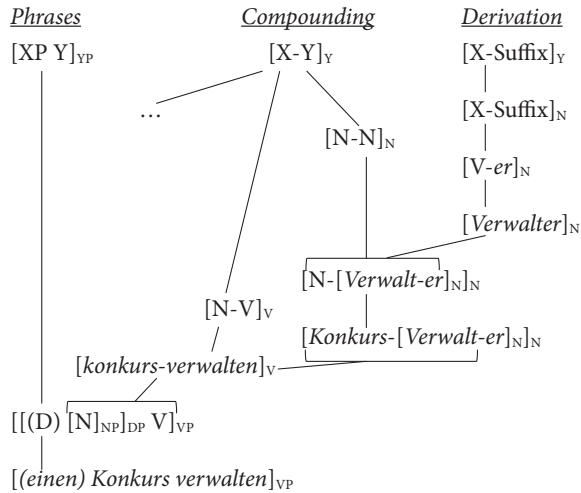 Phrases Compounding Derivation
[XP Y]YP [X-Y]Y [X-Suffix]Y
… [X-Suffix]N
[N-N]N
[V-er]N
[Verwalter]N
[N-[Verwalt-er]N]N
[N-V]V
[Konkurs-[Verwalt-er]N]N
[konkurs-verwalten]V
[[(D) [N]NP]DP V]VP
[(einen) Konkurs verwalten]VP